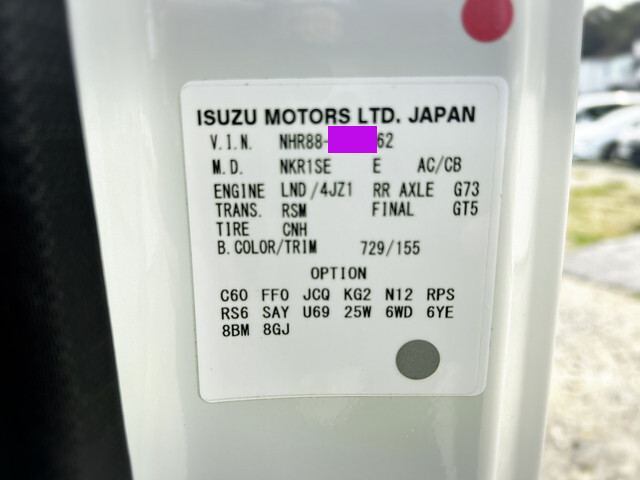 ISUZU MOTORS LTD. JAPAN
V.I.N. NHR88- 62
M.D. NKR1SE E AC/CB
ENGINE LND/4JZ1 RR AXLE G73
TRANS. RSM FINAL GT5
TIRE CNH
B.COLOR/TRIM 729/155
OPTION
C60 FF0 JCQ KG2 N12 RPS
RS6 SAY U69 25W 6WD 6YE
8BM 8GJ